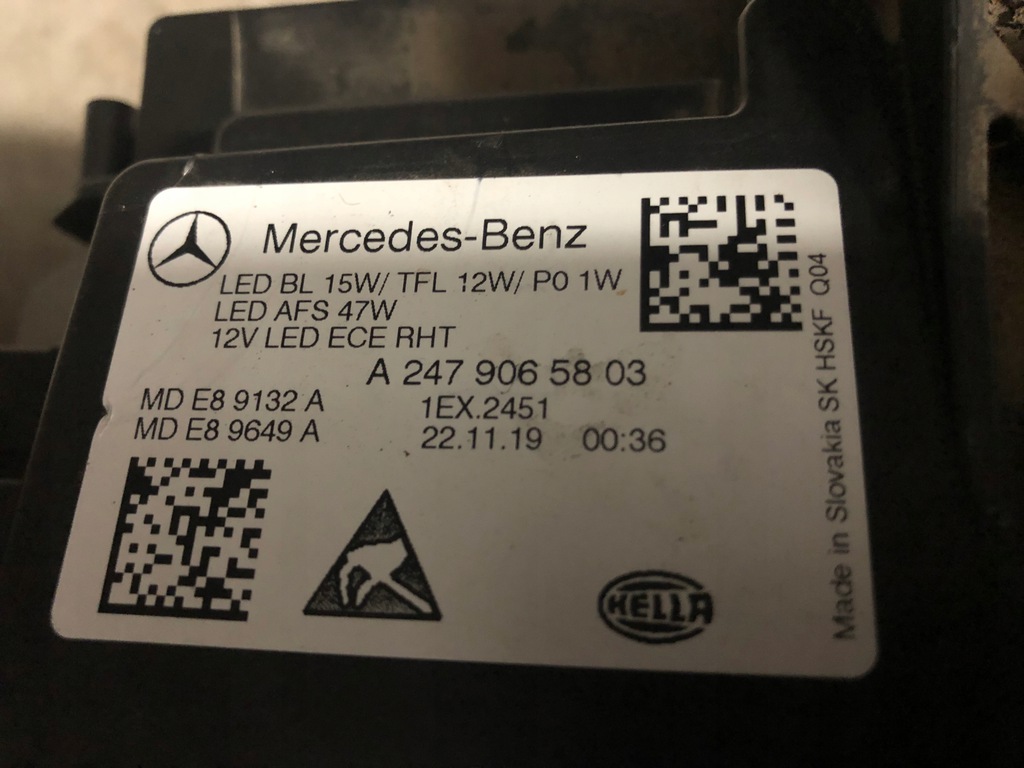 Mercedes-Benz
LED BL 15W/ TFL 12W/ PO 1W
LED AFS 47W
12V LED ECE RHT
A 247 906 58 03
MD E8 9132 A
1EX.2451
MD E8 9649 A
22.11.19 00:36
HELLA
Made in Slovakia SK HSKF Q04